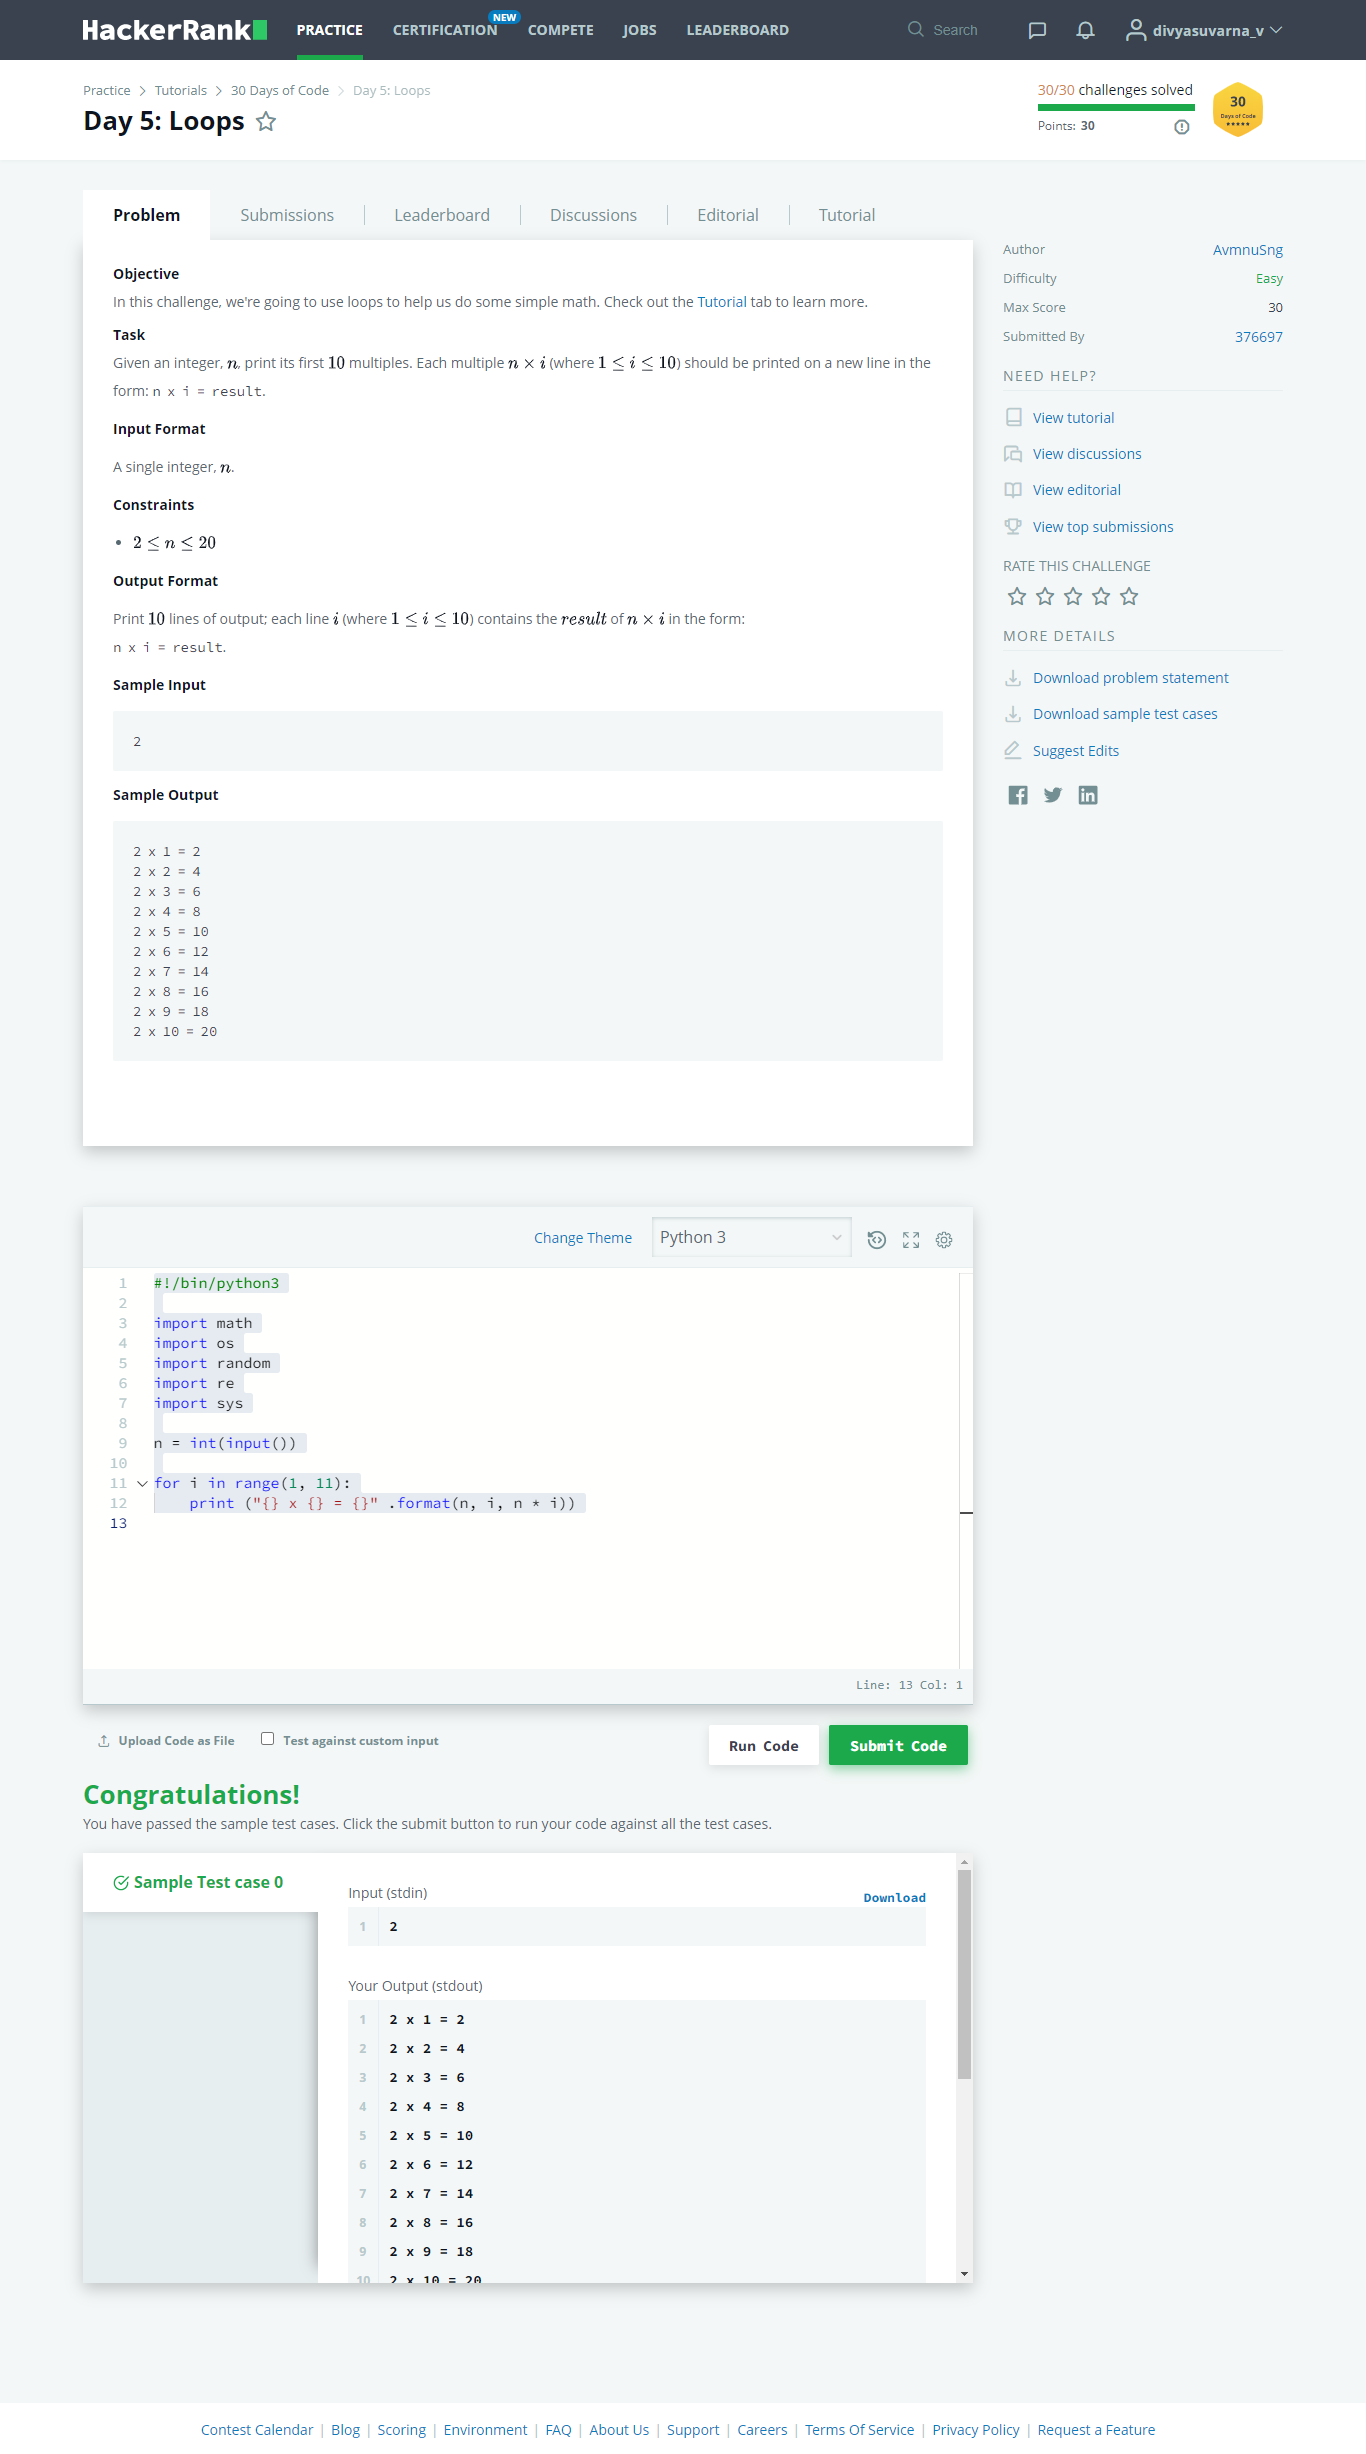 HackerRank PRACTICE CERTIFICATION NEW COMPETE JOBS LEADERBOARD Search divyasuvarna_v
Practice > Tutorials > 30 Days of Code > Day 5: Loops
Day 5: Loops
30/30 challenges solved
Points: 30
30
Days of Code
Problem Submissions Leaderboard Discussions Editorial Tutorial
Objective
In this challenge, we're going to use loops to help us do some simple math. Check out the Tutorial tab to learn more.
Task
Given an integer, n, print its first 10 multiples. Each multiple n × i (where 1 ≤ i ≤ 10) should be printed on a new line in the
form: n x i = result.
Input Format
A single integer, n.
Constraints
• 2 ≤ n ≤ 20
Output Format
Print 10 lines of output; each line i (where 1 ≤ i ≤ 10) contains the result of n × i in the form:
n x i = result.
Sample Input
2
Sample Output
2 x 1 = 2
2 x 2 = 4
2 x 3 = 6
2 x 4 = 8
2 x 5 = 10
2 x 6 = 12
2 x 7 = 14
2 x 8 = 16
2 x 9 = 18
2 x 10 = 20
Author AvmnuSng
Difficulty Easy
Max Score 30
Submitted By 376697
NEED HELP?
View tutorial
View discussions
View editorial
View top submissions
RATE THIS CHALLENGE
MORE DETAILS
Download problem statement
Download sample test cases
Suggest Edits
Change Theme Python 3
1 #!/bin/python3
2
3 import math
4 import os
5 import random
6 import re
7 import sys
8
9 n = int(input())
10
11 for i in range(1, 11):
12     print ("{} x {} = {}" .format(n, i, n * i))
13
Line: 13 Col: 1
Upload Code as File Test against custom input Run Code Submit Code
Congratulations!
You have passed the sample test cases. Click the submit button to run your code against all the test cases.
Sample Test case 0
Input (stdin) Download
1 2
Your Output (stdout)
1 2 x 1 = 2
2 2 x 2 = 4
3 2 x 3 = 6
4 2 x 4 = 8
5 2 x 5 = 10
6 2 x 6 = 12
7 2 x 7 = 14
8 2 x 8 = 16
9 2 x 9 = 18
10 2 x 10 = 20
Contest Calendar | Blog | Scoring | Environment | FAQ | About Us | Support | Careers | Terms Of Service | Privacy Policy | Request a Feature